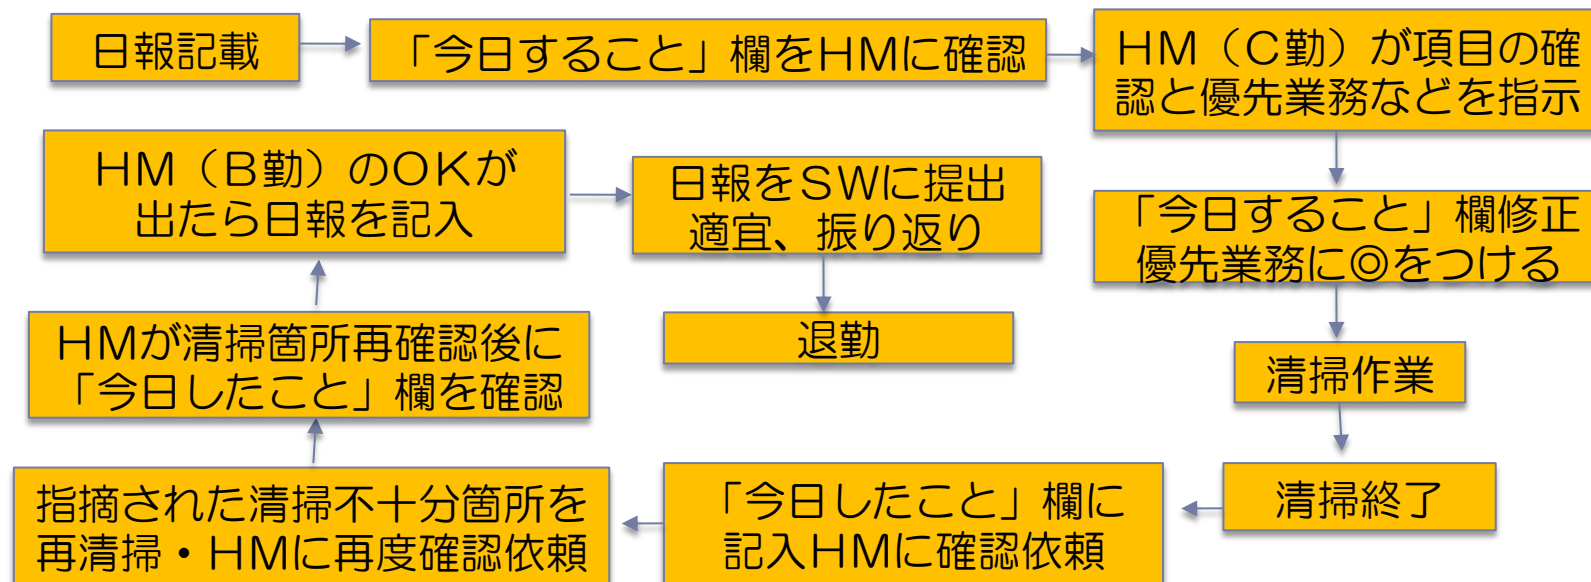 日報記載
「今日すること」欄をHMに確認
HM（C勤）が項目の確
認と優先業務などを指示
「今日すること」欄修正
優先業務に◎をつける
清掃作業
清掃終了
「今日したこと」欄に
記入HMに確認依頼
指摘された清掃不十分箇所を
再清掃・HMに再度確認依頼
HMが清掃箇所再確認後に
「今日したこと」欄を確認
HM（B勤）のOKが
出たら日報を記入
日報をSWに提出
適宜、振り返り
退勤